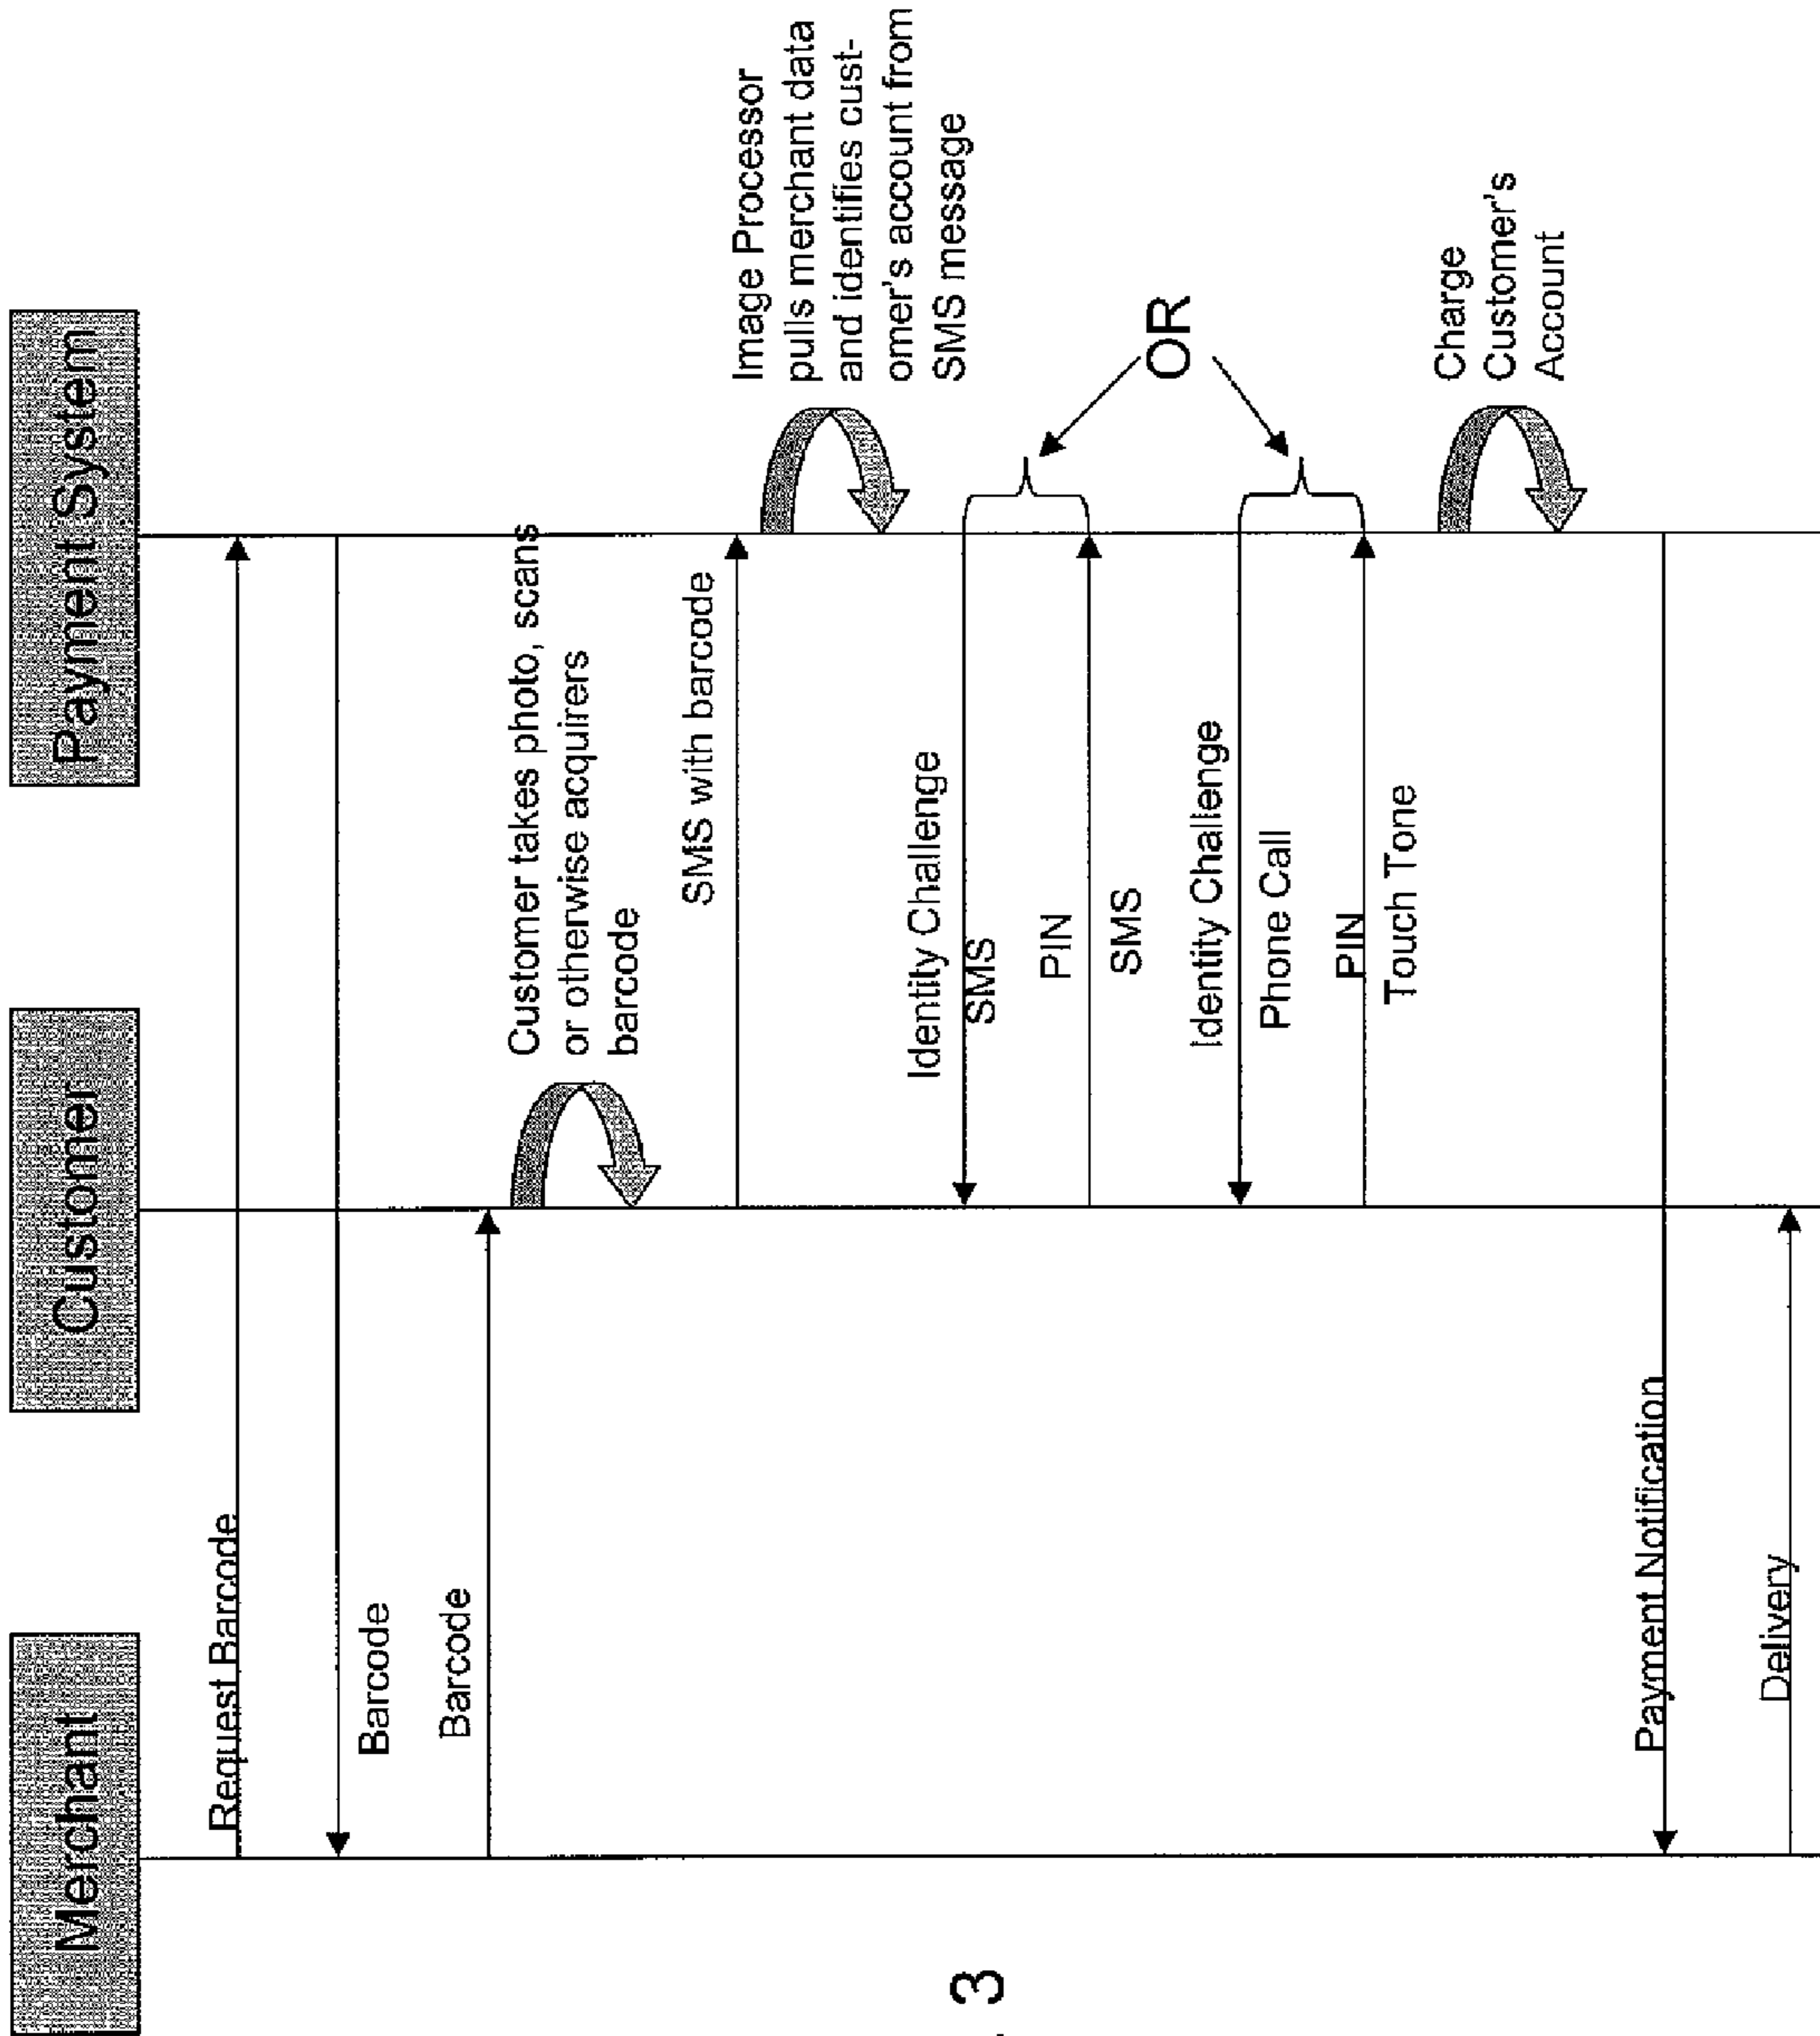 Merchant
Customer
Payment System
Request Barcode
Barcode
Barcode
Customer takes photo, scans
or otherwise acquirers
barcode
SMS with barcode
Image Processor
pulls merchant data
and identifies cust-
omer's account from
SMS message
Identity Challenge
SMS
PIN
SMS
OR
Identity Challenge
Phone Call
PIN
Touch Tone
Charge
Customer's
Account
Payment Notification
Delivery
3